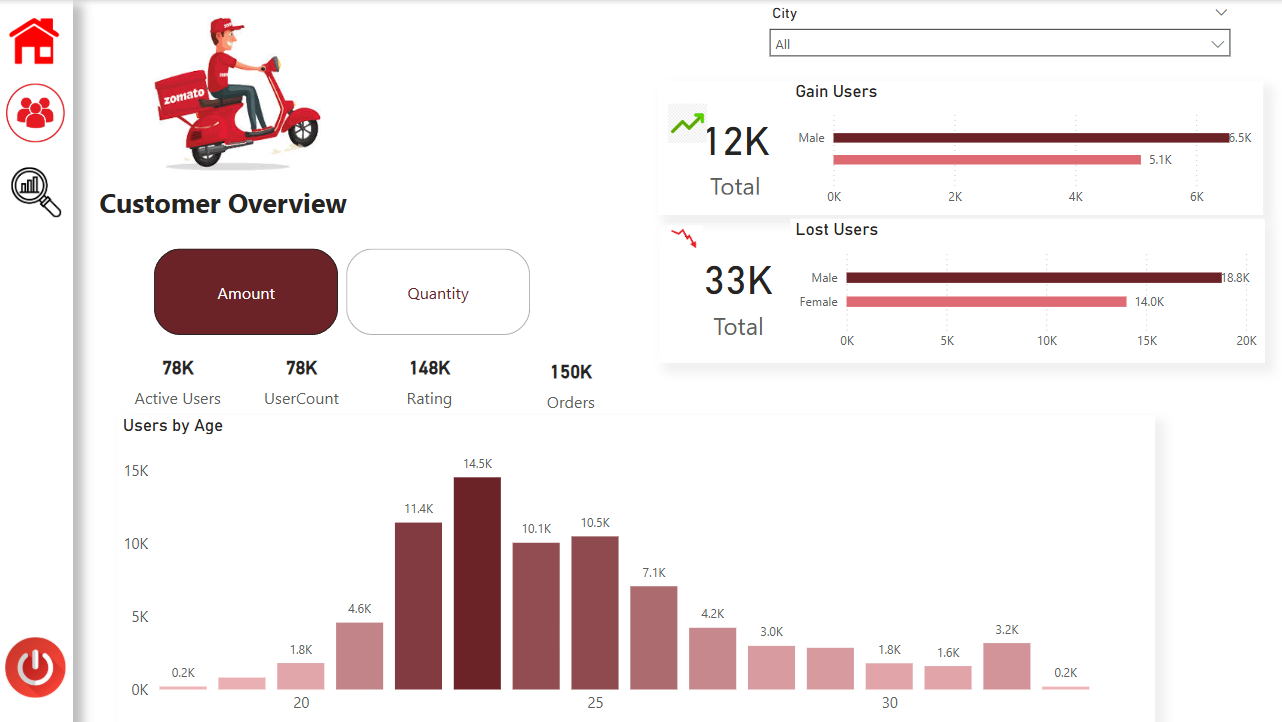 City
All
zomato
Customer Overview
Amount
Quantity
78K
Active Users
78K
UserCount
148K
Rating
150K
Orders
Gain Users
12K
Total
Male
6.5K
5.1K
0K 2K 4K 6K
Lost Users
33K
Total
Male
18.8K
Female
14.0K
0K 5K 10K 15K 20K
Users by Age
15K
10K
5K
0K
0.2K
1.8K
4.6K
11.4K
14.5K
10.1K
10.5K
7.1K
4.2K
3.0K
1.8K
1.6K
3.2K
0.2K
20 25 30